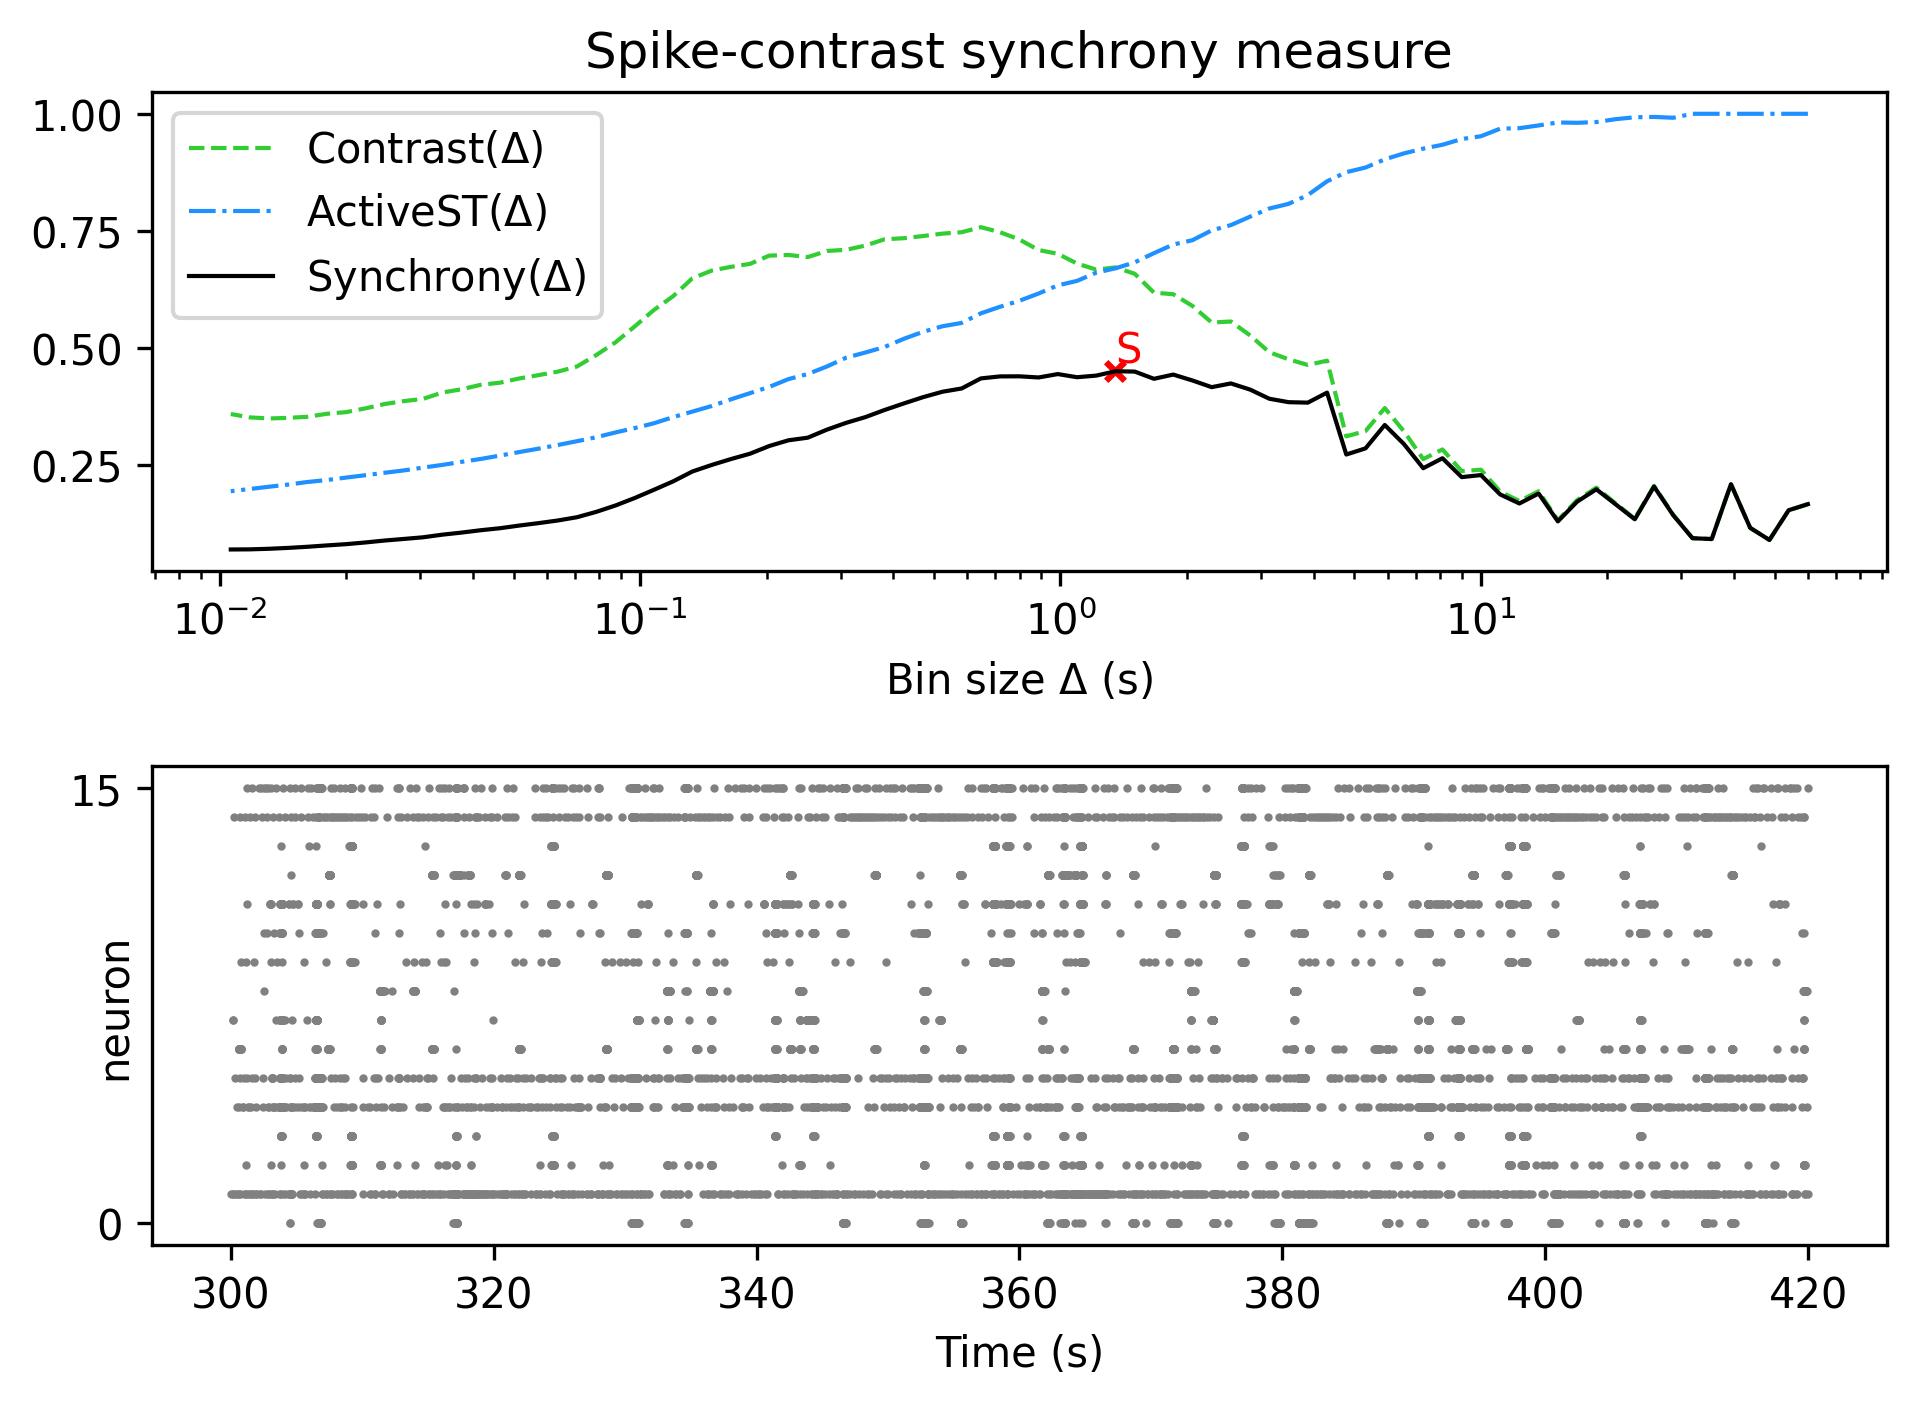 Spike-contrast synchrony measure
1.00
0.75
0.50
0.25
Contrast(Δ)
ActiveST(Δ)
Synchrony(Δ)
S
10⁻² 10⁻¹ 10⁰ 10¹
Bin size Δ (s)
15
0
neuron
300 320 340 360 380 400 420
Time (s)